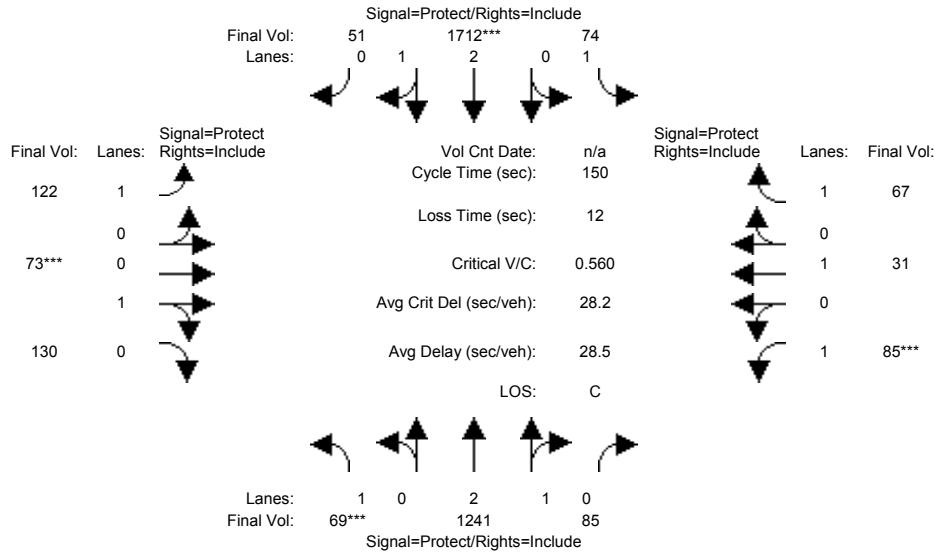 Signal=Protect/Rights=Include
Final Vol: 51 1712*** 74
Lanes: 0 1 2 0 1
Signal=Protect
Final Vol: Lanes: Rights=Include
Vol Cnt Date: n/a
Signal=Protect
Rights=Include Lanes: Final Vol:
Cycle Time (sec): 150
122 1
1 67
Loss Time (sec): 12
0
0
73*** 0
Critical V/C: 0.560
1 31
1
Avg Crit Del (sec/veh): 28.2
0
130 0
Avg Delay (sec/veh): 28.5
1 85***
LOS: C
Lanes: 1 0 2 1 0
Final Vol: 69*** 1241 85
Signal=Protect/Rights=Include